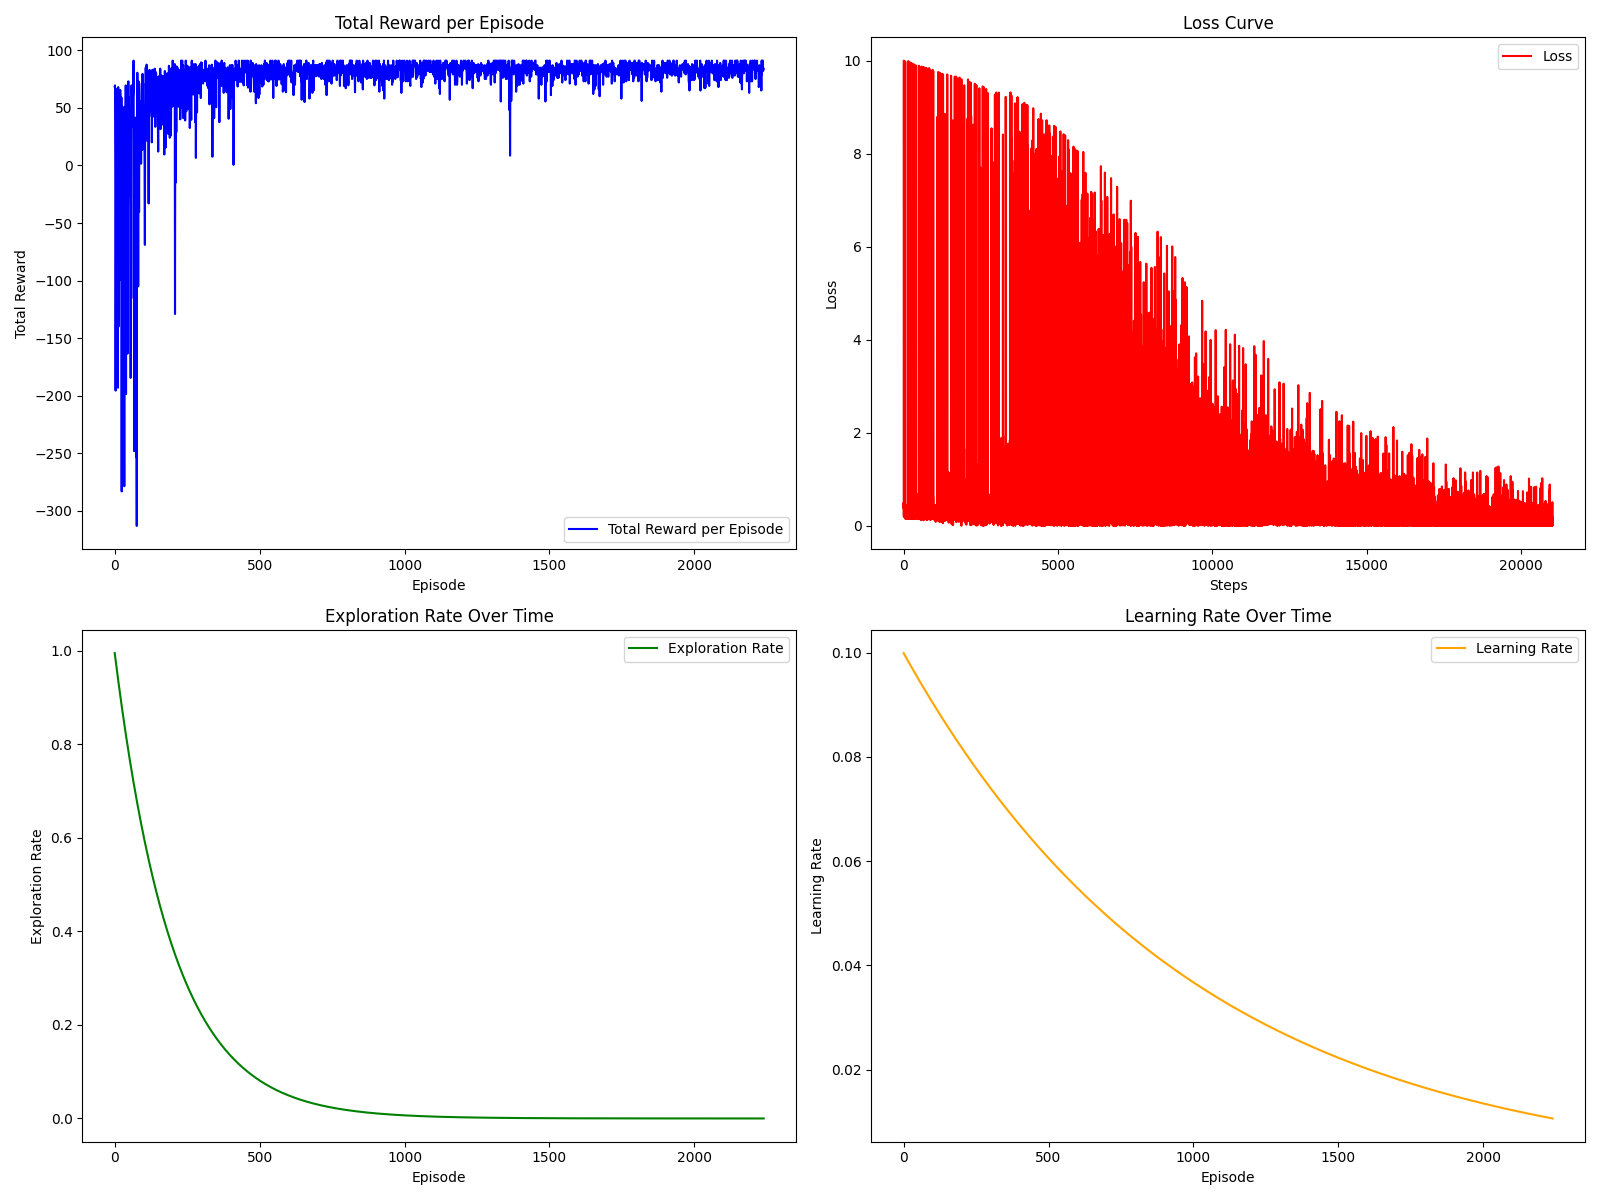 Total Reward per Episode
100
50
0
−50
−100
−150
−200
−250
−300
Total Reward
Total Reward per Episode
0
500
1000
1500
2000
Episode
Loss Curve
10
8
6
4
2
0
Loss
Loss
0
5000
10000
15000
20000
Steps
Exploration Rate Over Time
1.0
0.8
0.6
0.4
0.2
0.0
Exploration Rate
Exploration Rate
0
500
1000
1500
2000
Episode
Learning Rate Over Time
0.10
0.08
0.06
0.04
0.02
Learning Rate
Learning Rate
0
500
1000
1500
2000
Episode